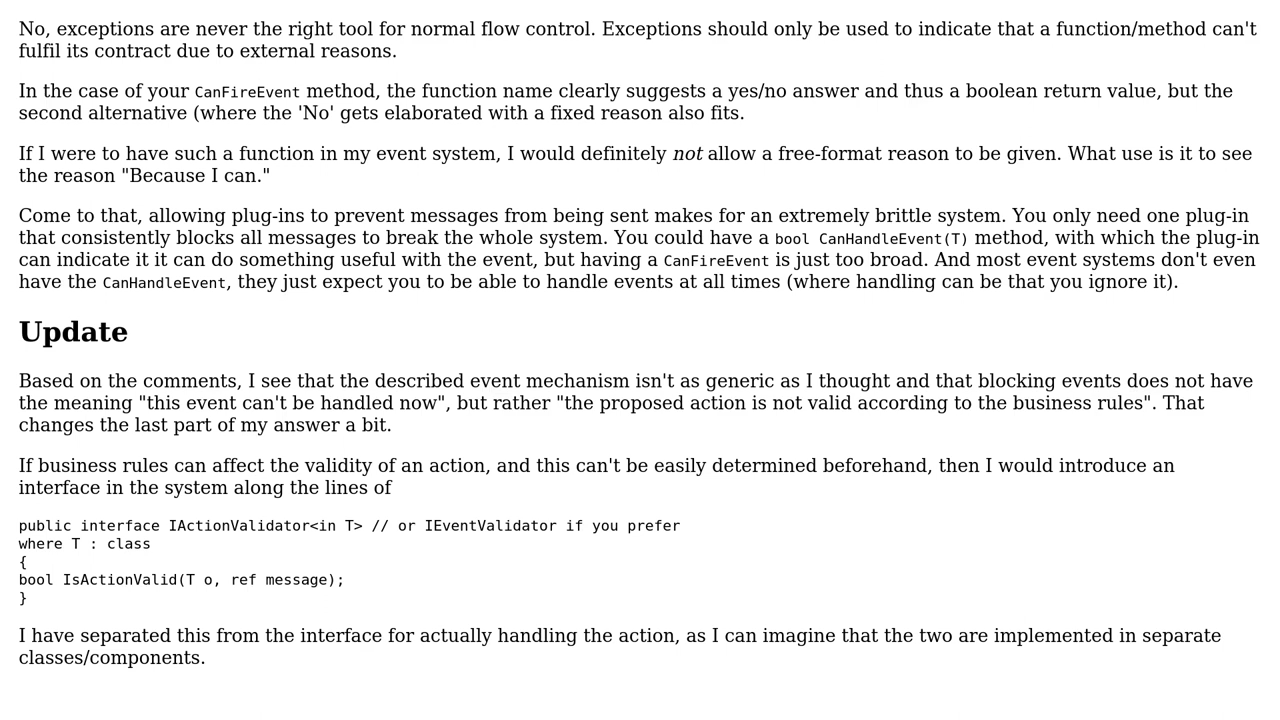 No, exceptions are never the right tool for normal flow control. Exceptions should only be used to indicate that a function/method can't
fulfil its contract due to external reasons.
In the case of your CanFireEvent method, the function name clearly suggests a yes/no answer and thus a boolean return value, but the
second alternative (where the 'No' gets elaborated with a fixed reason also fits.
If I were to have such a function in my event system, I would definitely not allow a free-format reason to be given. What use is it to see
the reason "Because I can."
Come to that, allowing plug-ins to prevent messages from being sent makes for an extremely brittle system. You only need one plug-in
that consistently blocks all messages to break the whole system. You could have a bool CanHandleEvent(T) method, with which the plug-in
can indicate it it can do something useful with the event, but having a CanFireEvent is just too broad. And most event systems don't even
have the CanHandleEvent, they just expect you to be able to handle events at all times (where handling can be that you ignore it).
Update
Based on the comments, I see that the described event mechanism isn't as generic as I thought and that blocking events does not have
the meaning "this event can't be handled now", but rather "the proposed action is not valid according to the business rules". That
changes the last part of my answer a bit.
If business rules can affect the validity of an action, and this can't be easily determined beforehand, then I would introduce an
interface in the system along the lines of
public interface IActionValidator<in T> // or IEventValidator if you prefer
where T : class
{
bool IsActionValid(T o, ref message);
}
I have separated this from the interface for actually handling the action, as I can imagine that the two are implemented in separate
classes/components.